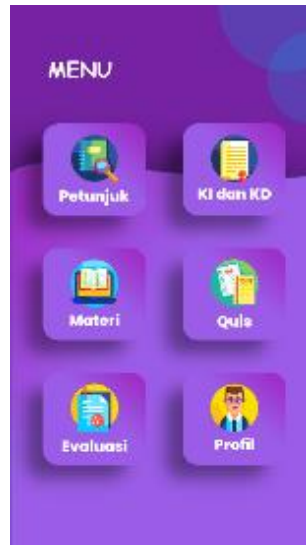 MENU
Petunjuk
KI dan KD
Materi
Quis
Evaluasi
Profil